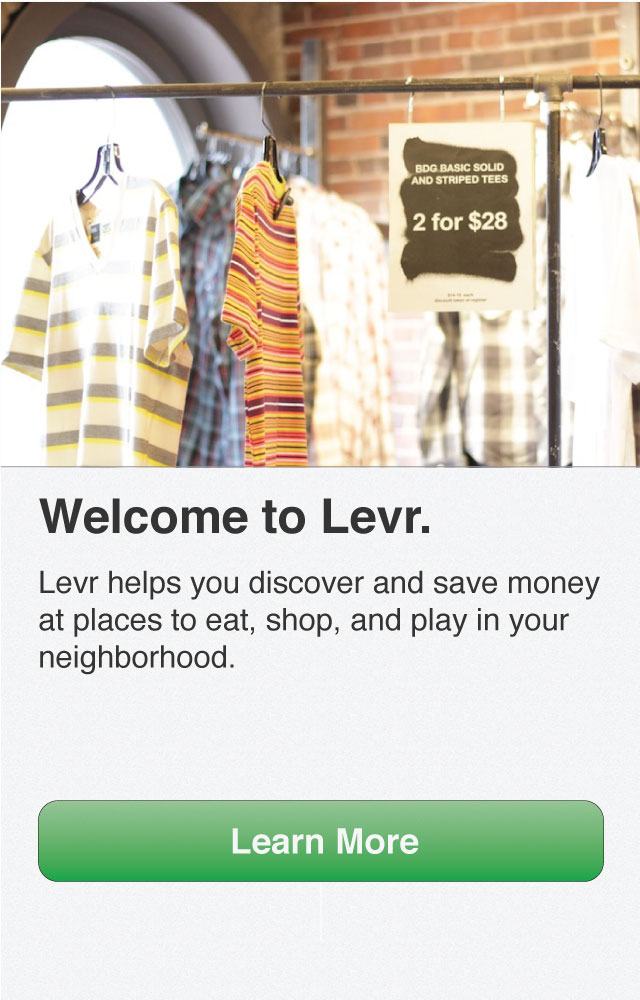 BDG BASIC SOLID
AND STRIPED TEES
2 for $28
Welcome to Levr.
Levr helps you discover and save money
at places to eat, shop, and play in your
neighborhood.
Learn More